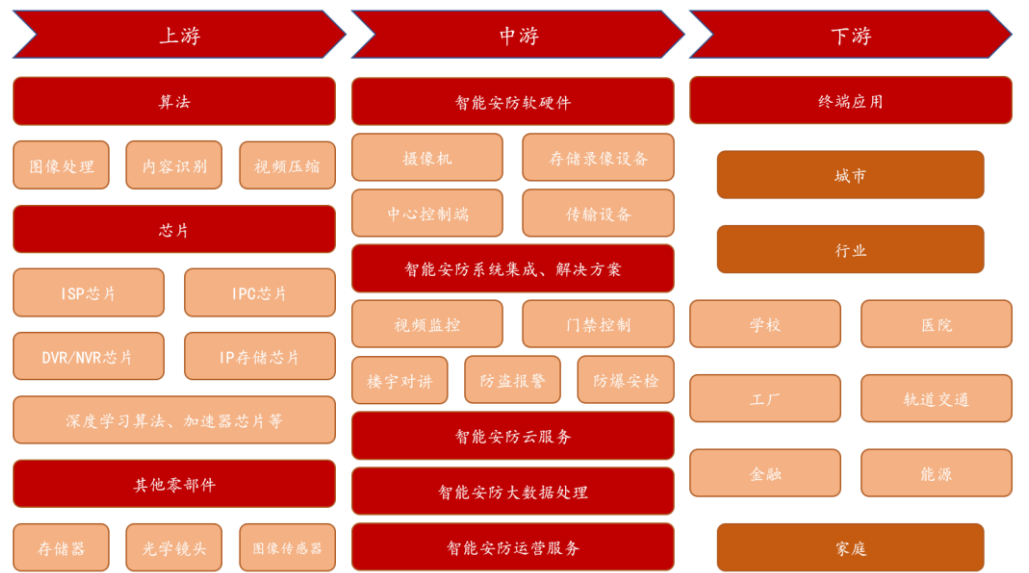 上游
中游
下游
算法
图像处理
内容识别
视频压缩
芯片
ISP芯片
IPC芯片
DVR/NVR芯片
IP存储芯片
深度学习算法、加速器芯片等
其他零部件
存储器
光学镜头
图像传感器
智能安防软硬件
摄像机
存储录像设备
中心控制端
传输设备
智能安防系统集成、解决方案
视频监控
门禁控制
楼宇对讲
防盗报警
防爆安检
智能安防云服务
智能安防大数据处理
智能安防运营服务
终端应用
城市
行业
学校
医院
工厂
轨道交通
金融
能源
家庭